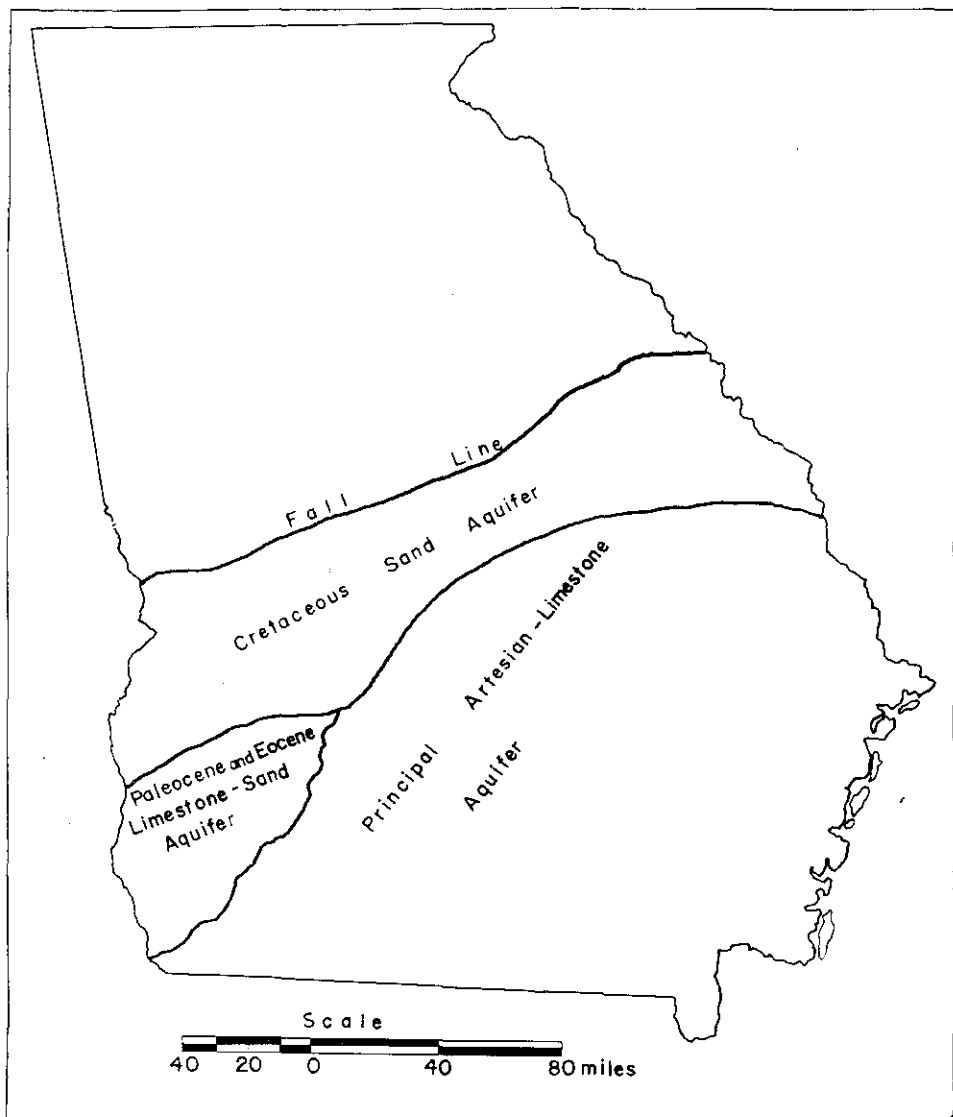 Fall Line
Cretaceous Sand Aquifer
Principal Artesian-Limestone
Aquifer
Paleocene and Eocene
Limestone-Sand
Aquifer
Scale
40 20 0 40 80 miles